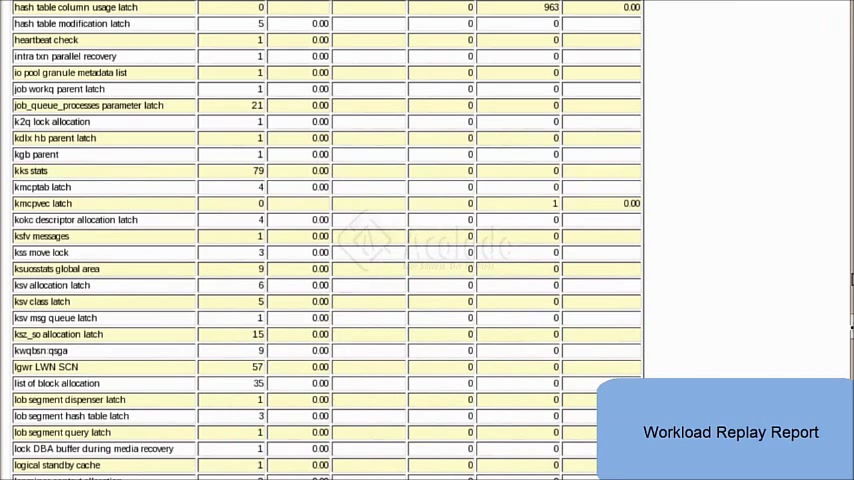 hash table column usage latch 0 0 963 0.00
hash table modification latch 5 0.00 0 0
heartbeat check 1 0.00 0 0
intra txn parallel recovery 1 0.00 0 0
io pool granule metadata list 1 0.00 0 0
job workq parent latch 1 0.00 0 0
job_queue_processes parameter latch 21 0.00 0 0
k2q lock allocation 1 0.00 0 0
kdlx hb parent latch 1 0.00 0 0
kgb parent 1 0.00 0 0
kks stats 79 0.00 0 0
kmcptab latch 4 0.00 0 0
kmcpvec latch 0 0 1 0.00
kokc descriptor allocation latch 4 0.00 0 0
ksfv messages 1 0.00 0 0
kss move lock 3 0.00 0 0
ksuosstats global area 9 0.00 0 0
ksv allocation latch 6 0.00 0 0
ksv class latch 5 0.00 0 0
ksv msg queue latch 1 0.00 0 0
ksz_so allocation latch 15 0.00 0 0
kwqbsn:qsga 9 0.00 0 0
lgwr LWN SCN 57 0.00 0 0
list of block allocation 35 0.00 0 0
lob segment dispenser latch 1 0.00 0 0
lob segment hash table latch 3 0.00 0 0
lob segment query latch 1 0.00 0 0
lock DBA buffer during media recovery 1 0.00 0 0
logical standby cache 1 0.00 0 0
Workload Replay Report